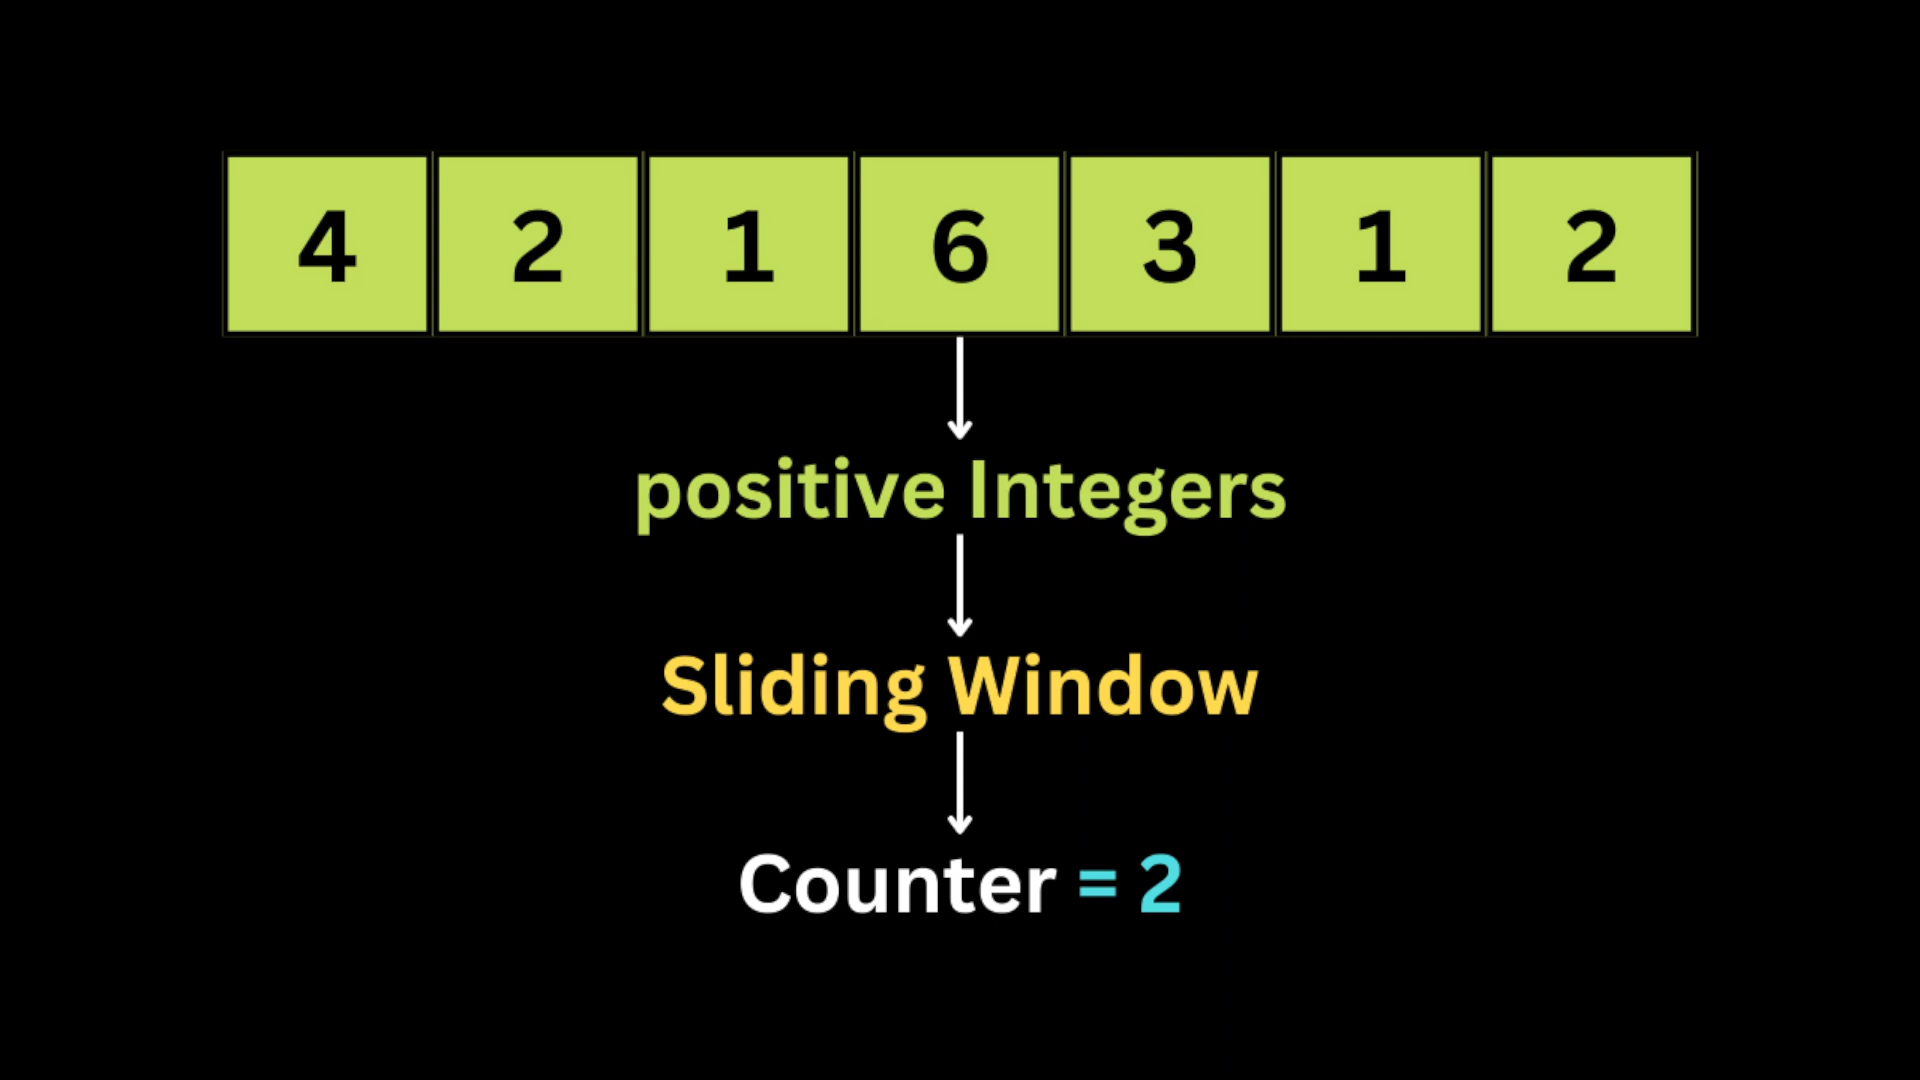 4 2 1 6 3 1 2
positive Integers
Sliding Window
Counter = 2